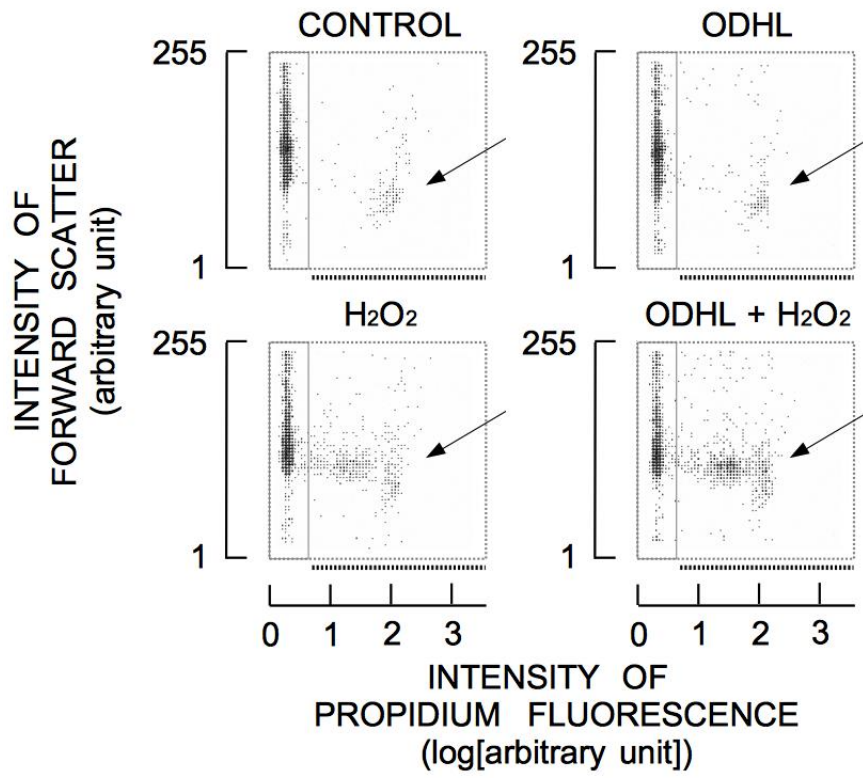 CONTROL
ODHL
255
255
1
1
H2O2
ODHL + H2O2
255
255
1
1
INTENSITY OF
FORWARD SCATTER
(arbitrary unit)
0 1 2 3
0 1 2 3
INTENSITY OF
PROPIDIUM FLUORESCENCE
(log[arbitrary unit])